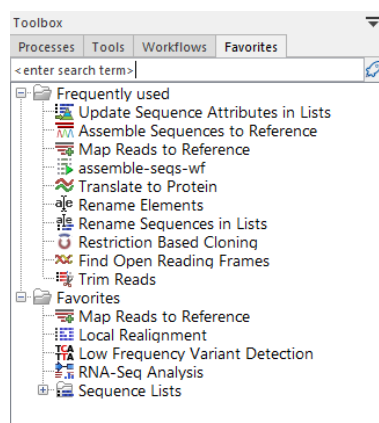 Toolbox
Processes Tools Workflows Favorites
<enter search term>
Frequently used
Update Sequence Attributes in Lists
Assemble Sequences to Reference
Map Reads to Reference
assemble-seqs-wf
Translate to Protein
Rename Elements
Rename Sequences in Lists
Restriction Based Cloning
Find Open Reading Frames
Trim Reads
Favorites
Map Reads to Reference
Local Realignment
Low Frequency Variant Detection
RNA-Seq Analysis
Sequence Lists